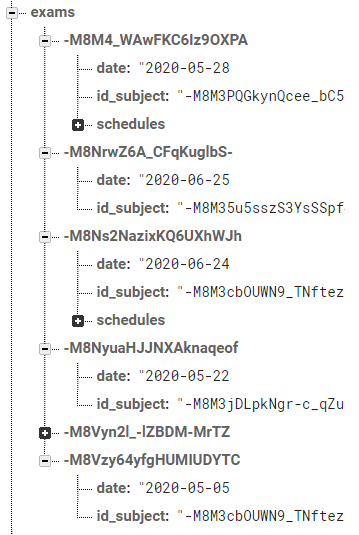 exams
-M8M4_WAwFKC6Iz9OXPA
date: "2020-05-28
id_subject: "-M8M3PQGkynQcee_bC5
schedules
-M8NrwZ6A_CFqKuglbS-
date: "2020-06-25
id_subject: "-M8M35u5sszS3YsSSpf
-M8Ns2NazixKQ6UXhWJh
date: "2020-06-24
id_subject: "-M8M3cbOUWN9_TNftez
schedules
-M8NyuaHJJNXAknaqeof
date: "2020-05-22
id_subject: "-M8M3jDLpkNgr-c_qZu
-M8Vyn2l_-lZBDM-MrTZ
-M8Vzy64yfgHUMIUDYTC
date: "2020-05-05
id_subject: "-M8M3cbOUWN9_TNftez